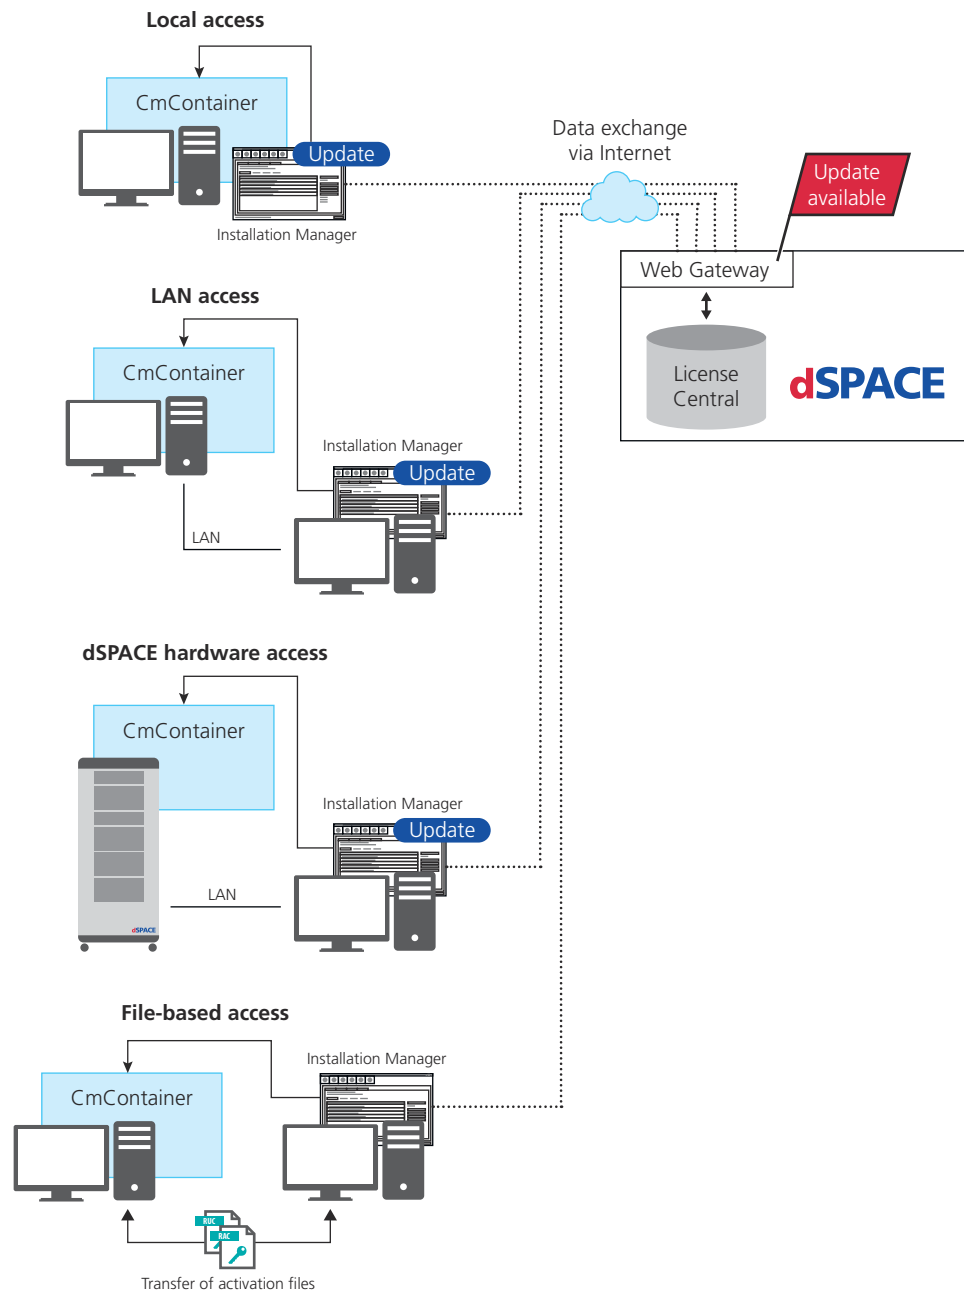 Local access
CmContainer
Update
Installation Manager
Data exchange
via Internet
Update
available
Web Gateway
License
Central
dSPACE
LAN access
CmContainer
Installation Manager
Update
LAN
dSPACE hardware access
CmContainer
Installation Manager
Update
LAN
dSPACE
File-based access
Installation Manager
CmContainer
RUC
RAC
Transfer of activation files